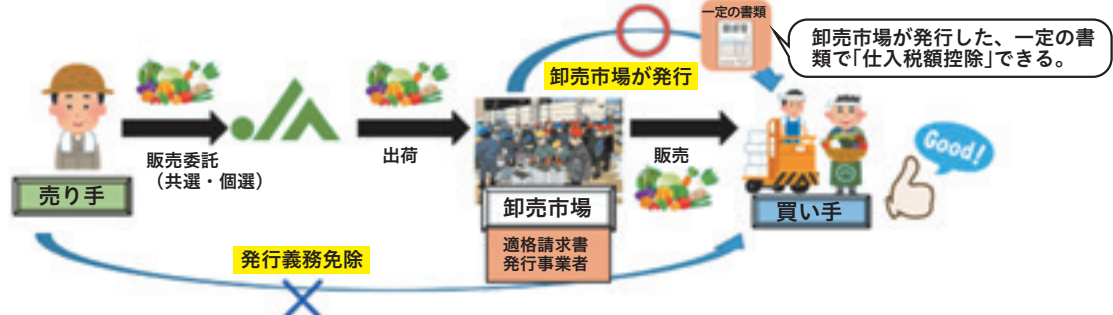 一定の書類
卸売市場が発行した、一定の書
類で「仕入税額控除」できる。
卸売市場が発行
販売委託
（共選・個選）
出荷
販売
Good!
売り手
卸売市場
買い手
適格請求書
発行事業者
発行義務免除